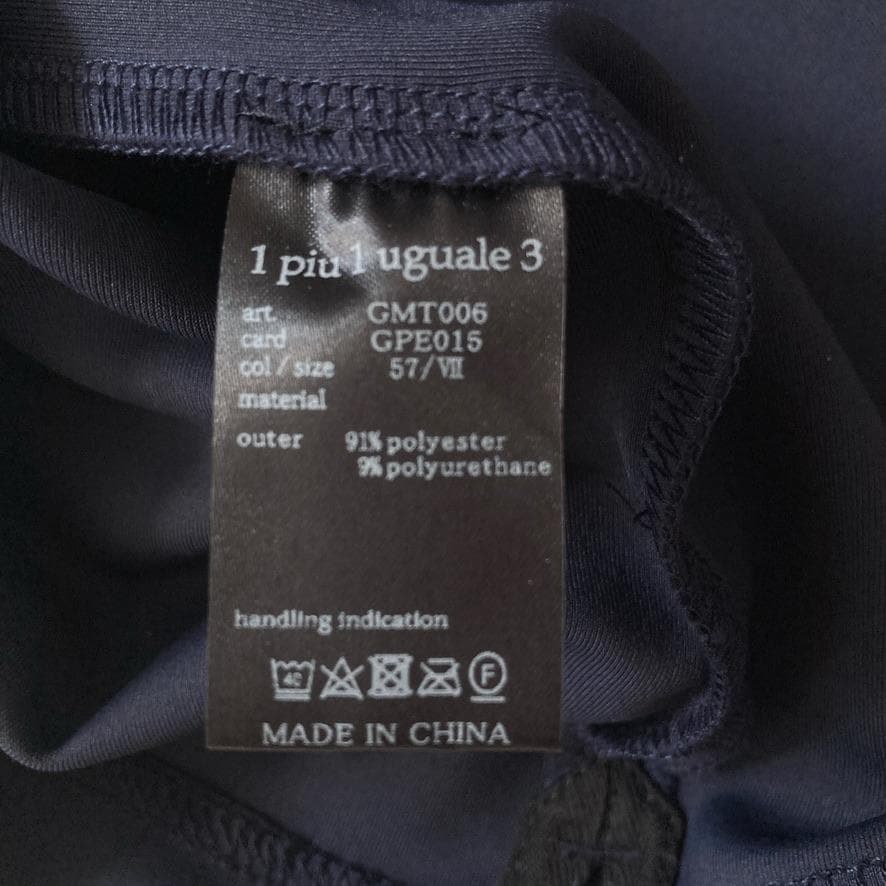 1 piu 1 uguale 3
art. GMT006
card GPE015
col / size 57/Ⅶ
material
outer 91% polyester
9% polyurethane
handling indication
40 F
MADE IN CHINA